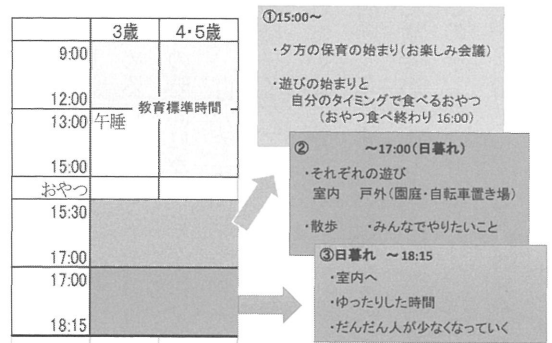 3歳 4・5歳
9:00
12:00
教育標準時間
13:00 午睡
15:00
おやつ
15:30
17:00
17:00
18:15
①15:00～
・夕方の保育の始まり(お楽しみ会議)
・遊びの始まりと
自分のタイミングで食べるおやつ
(おやつ食べ終わり 16:00)
② ～17:00(日暮れ)
・それぞれの遊び
室内 戸外(園庭・自転車置き場)
・散歩 ・みんなでやりたいこと
③日暮れ ～18:15
・室内へ
・ゆったりした時間
・だんだん人が少なくなっていく